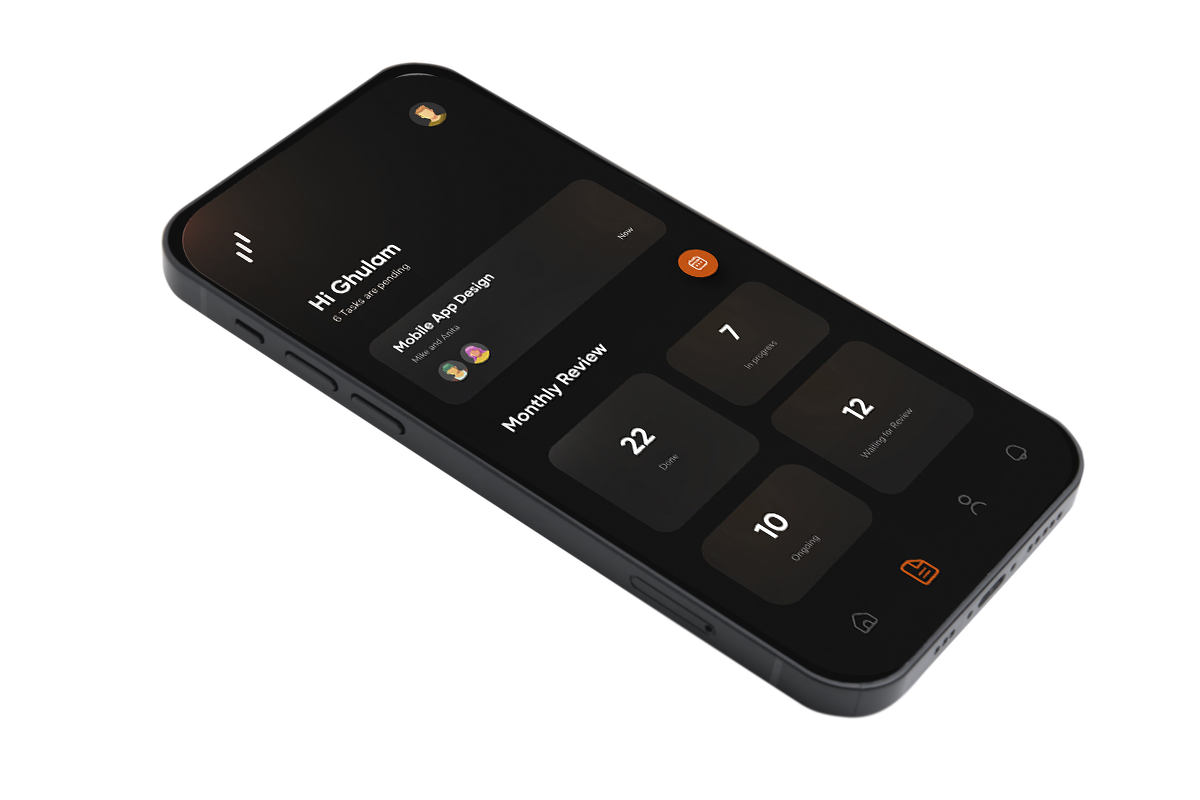 Hi Ghulam
6 Tasks are pending
Mobile App Design
Mike and Anita
Now
Monthly Review
22
Done
7
In progress
10
Ongoing
12
Waiting for Review